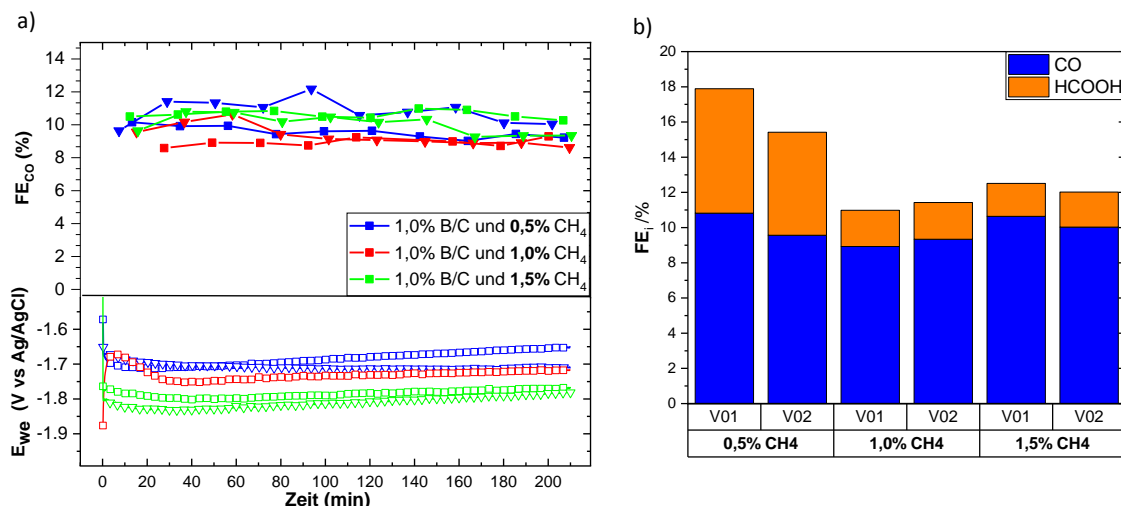 a)
14
12
10
8
6
4
2
0
FE_CO (%)
1,0% B/C und 0,5% CH₄
1,0% B/C und 1,0% CH₄
1,0% B/C und 1,5% CH₄
-1.6
-1.7
-1.8
-1.9
E_we (V vs Ag/AgCl)
0 20 40 60 80 100 120 140 160 180 200
Zeit (min)
b)
20
18
16
14
12
10
8
6
4
2
0
FE_i /%
CO
HCOOH
V01 V02 V01 V02 V01 V02
0,5% CH4 1,0% CH4 1,5% CH4